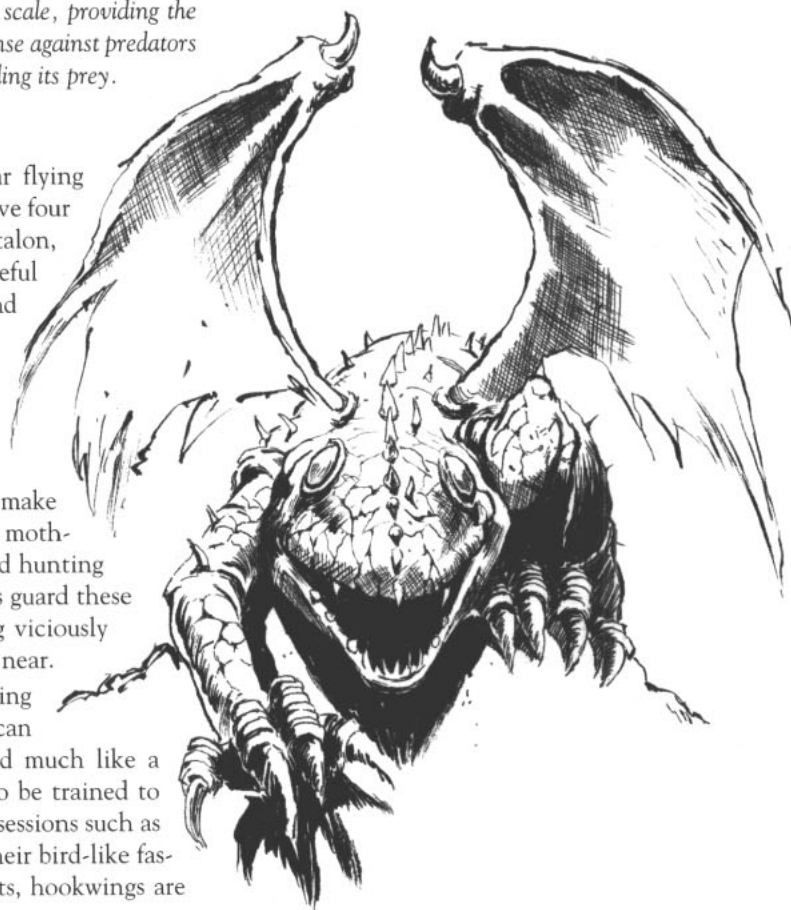 scale, providing the
nse against predators
ling its prey.
ar flying
ve four
talon,
eful
nd
make
moth-
d hunting
s guard these
g viciously
near.
ing
can
d much like a
o be trained to
sessions such as
heir bird-like fas-
ts, hookwings are